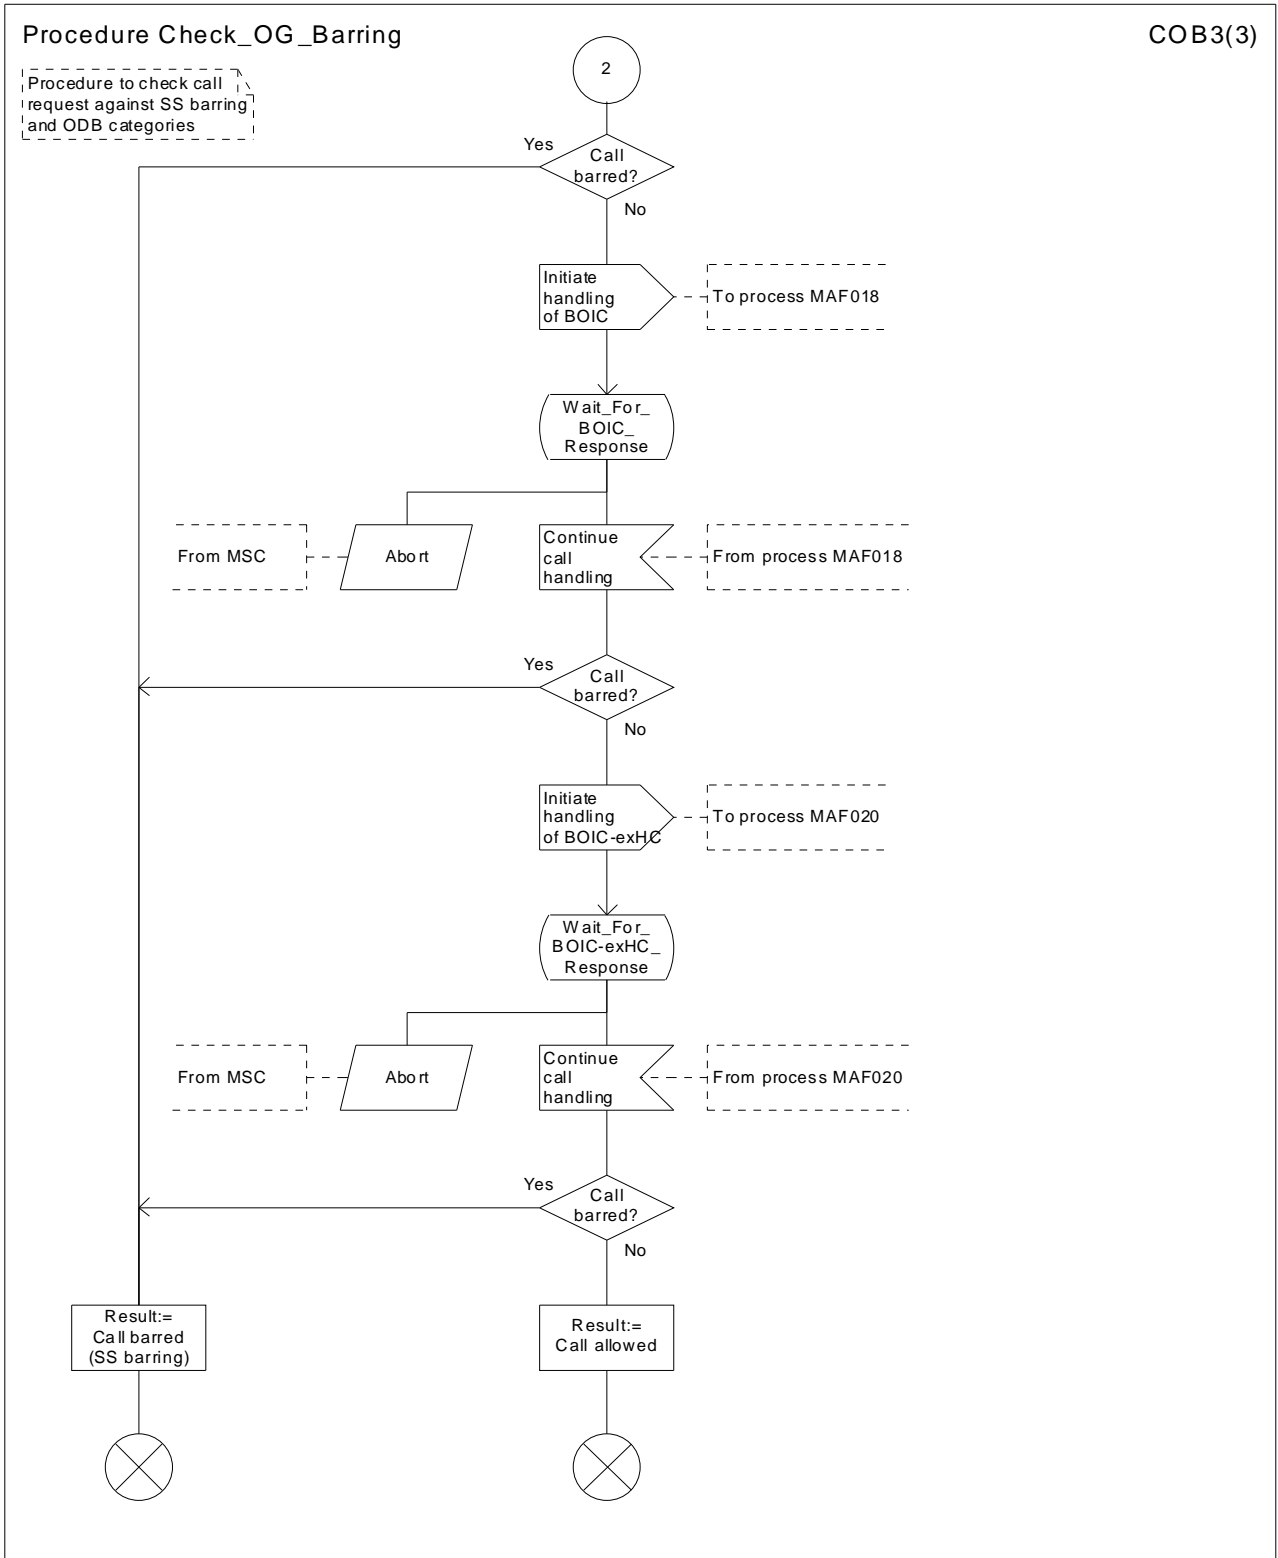 Procedure Check_OG_Barring
COB3(3)
Procedure to check call
request against SS barring
and ODB categories
2
Yes
Call
barred?
No
Initiate
handling
of BOIC
To process MAF018
Wait_For_
BOIC_
Response
From MSC
Abort
Continue
call
handling
From process MAF018
Yes
Call
barred?
No
Initiate
handling
of BOIC-exHC
To process MAF020
Wait_For_
BOIC-exHC_
Response
From MSC
Abort
Continue
call
handling
From process MAF020
Yes
Call
barred?
No
Result:=
Call barred
(SS barring)
Result:=
Call allowed